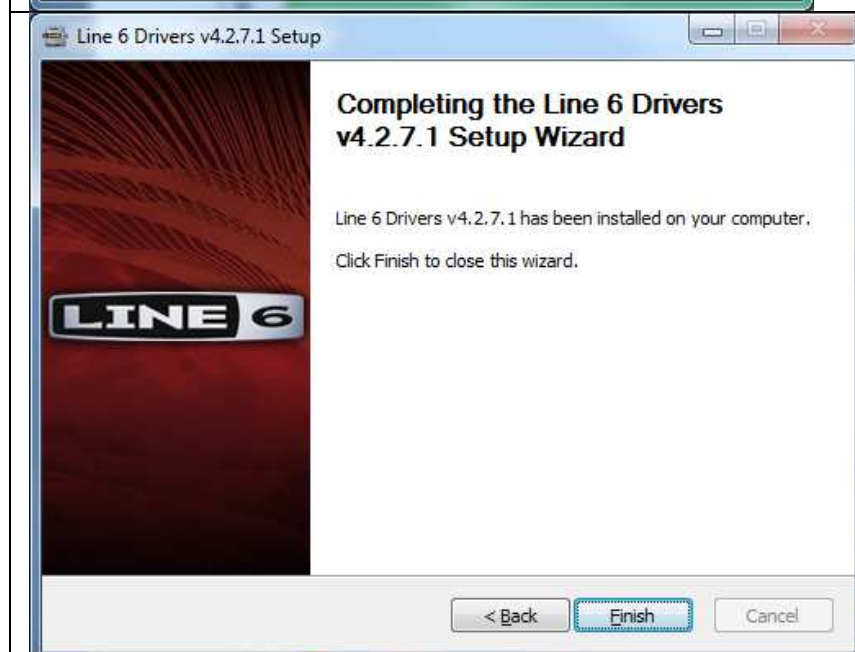 Line 6 Drivers v4.2.7.1 Setup
Completing the Line 6 Drivers
v4.2.7.1 Setup Wizard
Line 6 Drivers v4.2.7.1 has been installed on your computer.
Click Finish to close this wizard.
LINE 6
< Back Finish Cancel